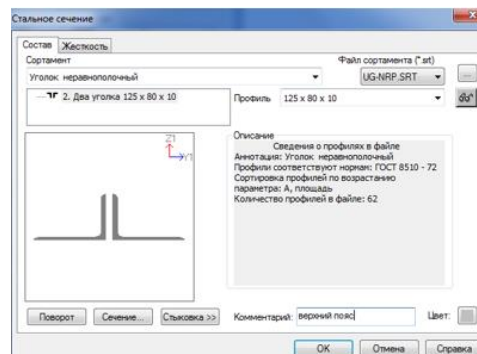 Стальное сечение
Состав Жесткость
Сортамент Файл сортамента (*.srt)
Уголок неравнополочный UG-NRP.SRT ...
2. Два уголка 125 x 80 x 10 Профиль 125 x 80 x 10
Описание
Сведения о профилях в файле
Аннотация: Уголок неравнополочный
Профили соответствуют нормам: ГОСТ 8510 - 72
Сортировка профилей по возрастанию
параметра: A, площадь
Количество профилей в файле: 62
Z1
Y1
Поворот Сечение... Стыковка >> Комментарий: верхний пояс Цвет:
OK Отмена Справка